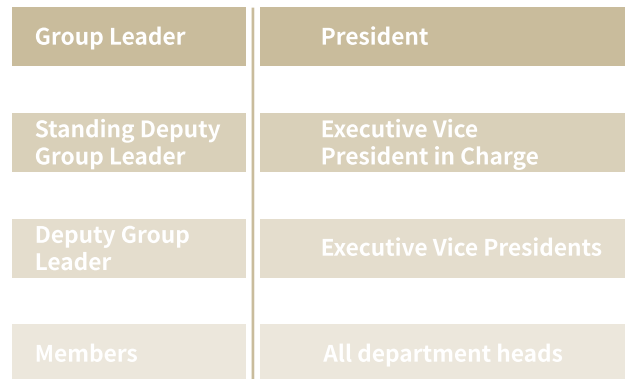 Group Leader
President
Standing Deputy
Group Leader
Executive Vice
President in Charge
Deputy Group
Leader
Executive Vice Presidents
Members
All department heads